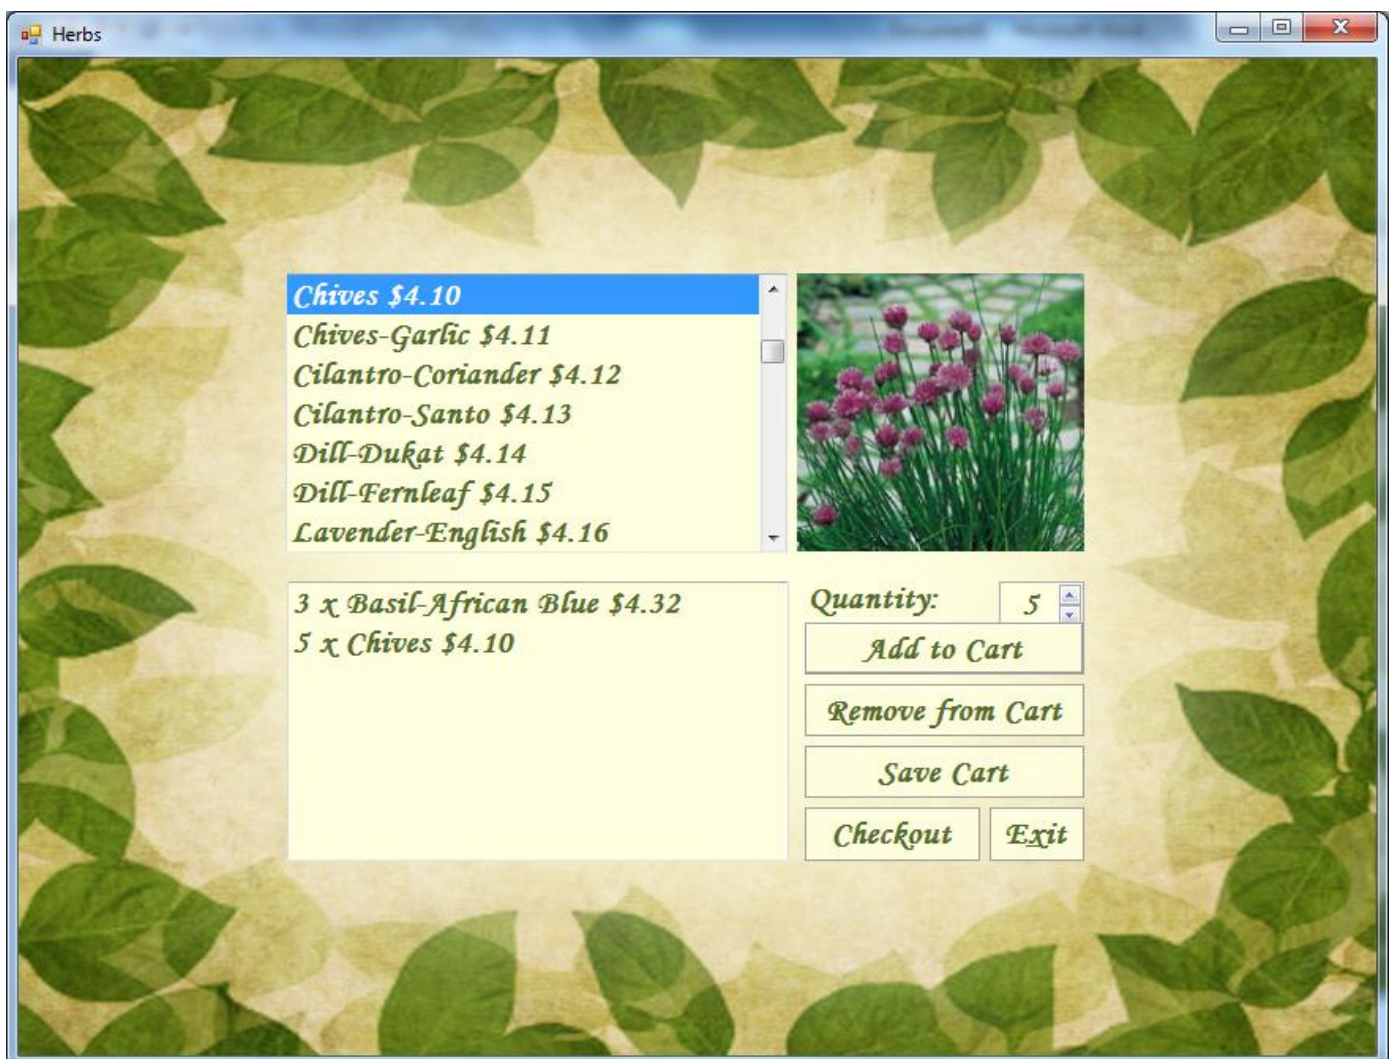 Herbs
Chives $4.10
Chives-Garlic $4.11
Cilantro-Coriander $4.12
Cilantro-Santo $4.13
Dill-Dukat $4.14
Dill-Fernleaf $4.15
Lavender-English $4.16
3 x Basil-African Blue $4.32
5 x Chives $4.10
Quantity: 5
Add to Cart
Remove from Cart
Save Cart
Checkout Exit